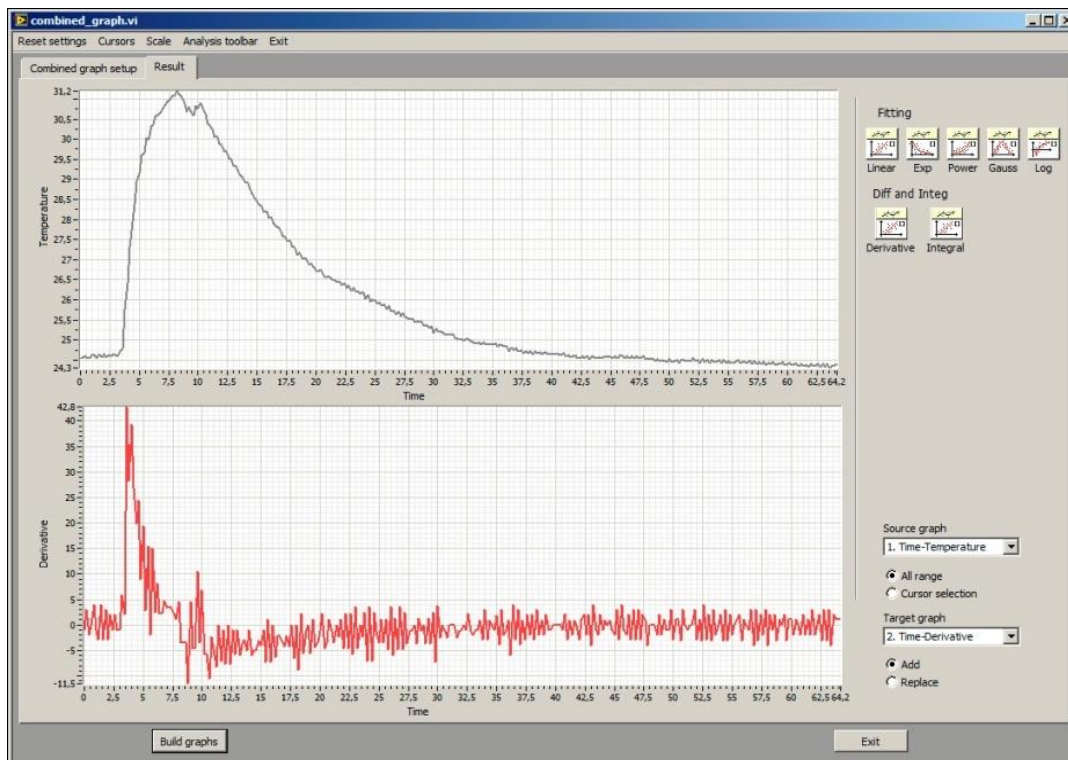 combined_graph.vi
Reset settings Cursors Scale Analysis toolbar Exit
Combined graph setup Result
31,2
30,5
30
29,5
29
28,5
28
27,5
27
26,5
26
25,5
25
24,3
Temperature
0 2,5 5 7,5 10 12,5 15 17,5 20 22,5 25 27,5 30 32,5 35 37,5 40 42,5 45 47,5 50 52,5 55 57,5 60 62,5 64,2
Time
42,8
40
35
30
25
20
15
10
5
0
-5
-11,5
Derivative
0 2,5 5 7,5 10 12,5 15 17,5 20 22,5 25 27,5 30 32,5 35 37,5 40 42,5 45 47,5 50 52,5 55 57,5 60 62,5 64,2
Time
Fitting
Linear Exp Power Gauss Log
Diff and Integ
Derivative Integral
Source graph
1. Time-Temperature
All range
Cursor selection
Target graph
2. Time-Derivative
Add
Replace
Build graphs
Exit